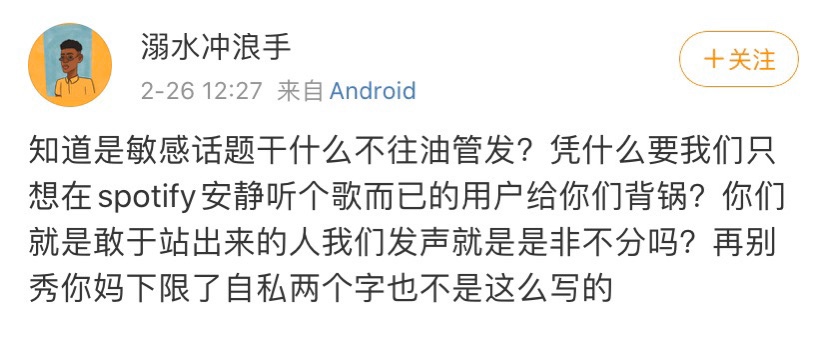 溺水冲浪手
＋关注
2-26 12:27 来自 Android
知道是敏感话题干什么不往油管发？凭什么要我们只
想在spotify安静听个歌而已的用户给你们背锅？你们
就是敢于站出来的人我们发声就是是非不分吗？再别
秀你妈下限了自私两个字也不是这么写的